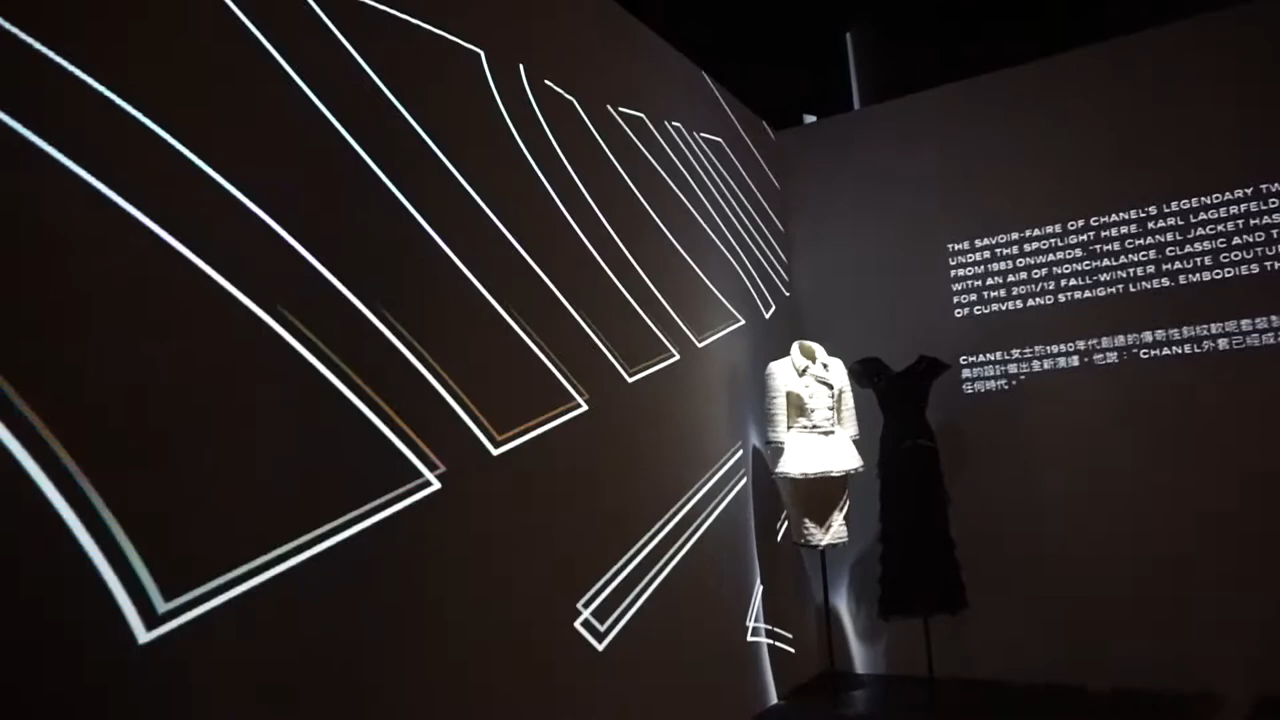 THE SAVOIR-FAIRE OF CHANEL'S LEGENDARY
UNDER THE SPOTLIGHT HERE. KARL LAGERFELD
FROM 1983 ONWARDS. "THE CHANEL JACKET HAS
WITH AN AIR OF NONCHALANCE, CLASSIC AND
FOR THE 2011/12 FALL-WINTER HAUTE
OF CURVES AND STRAIGHT LINES, EMBODIES
CHANEL女士於1950年代創造的傳奇性斜紋軟呢套裝
典的設計做出全新演繹。他說："CHANEL外套已經成
任何時代。"